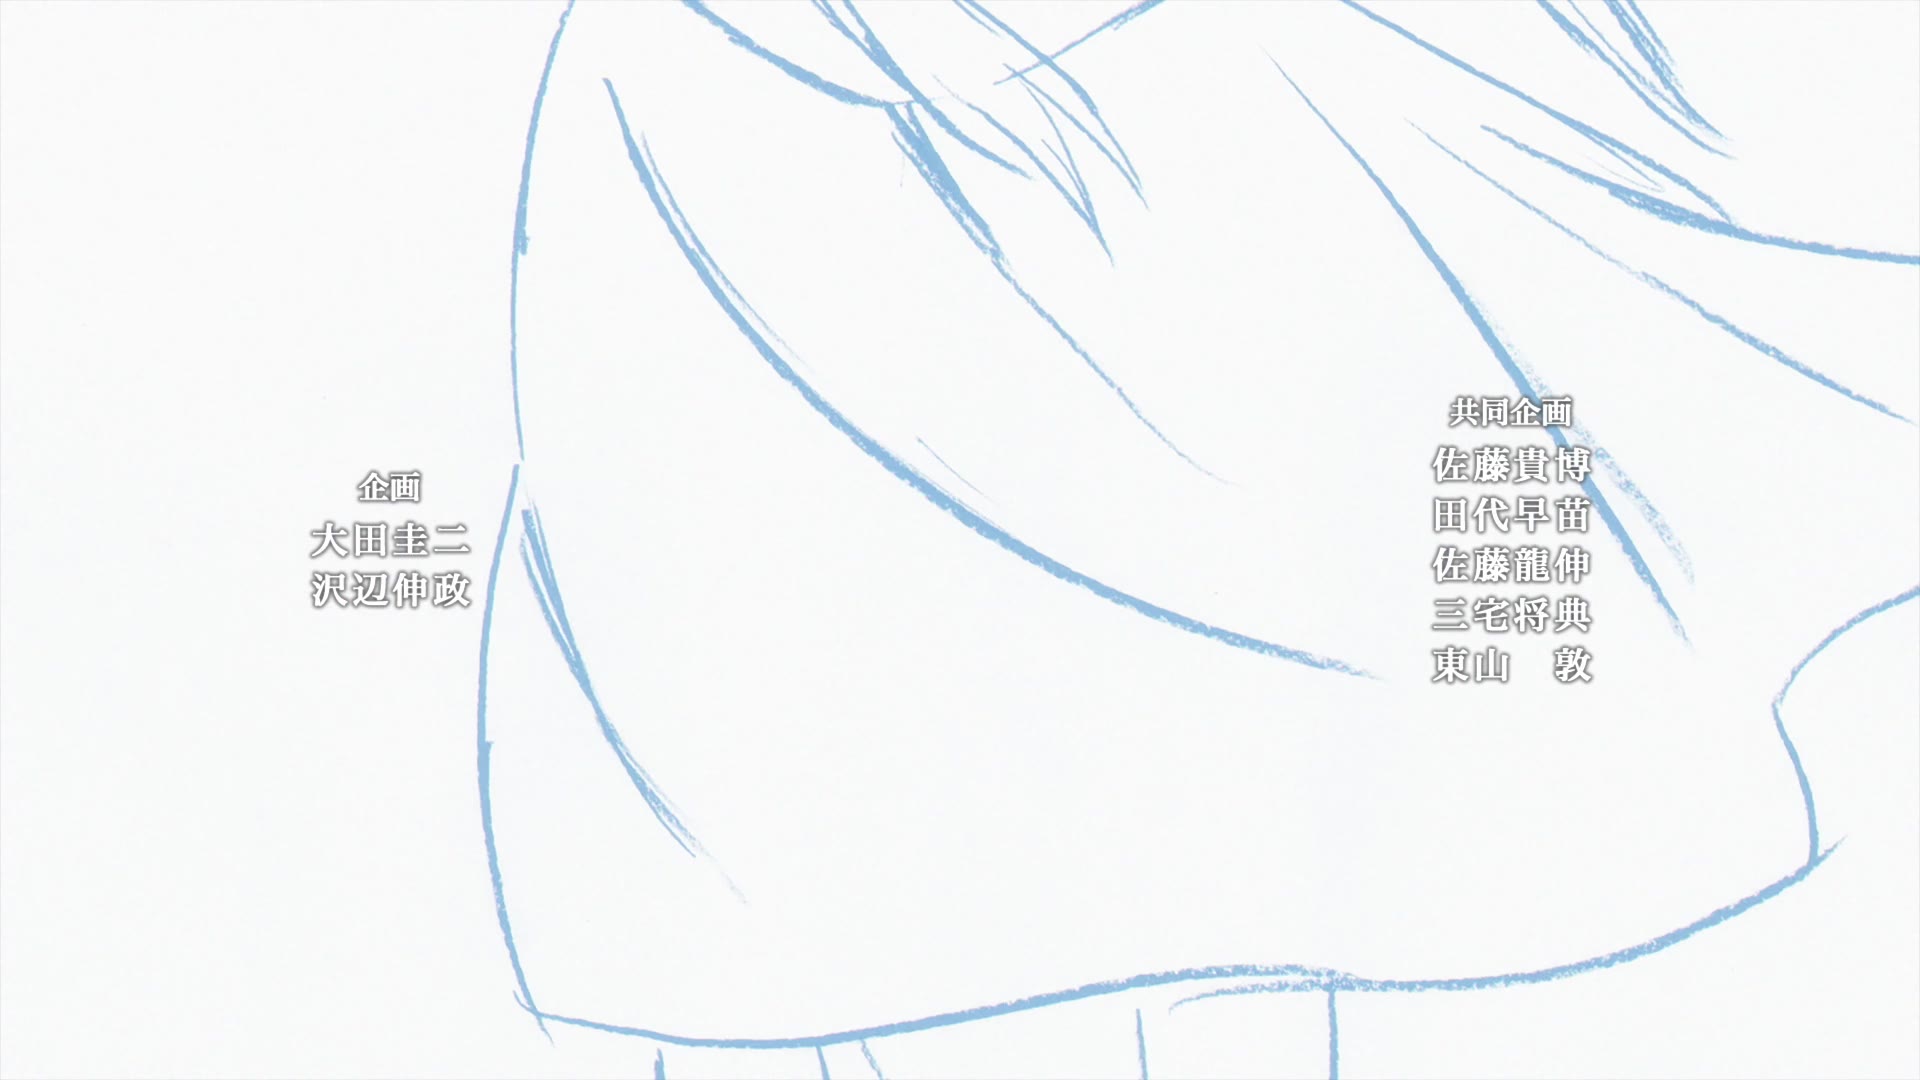 企画
大田圭二
沢辺伸政
共同企画
佐藤貴博
田代早苗
佐藤龍伸
三宅将典
東山　敦